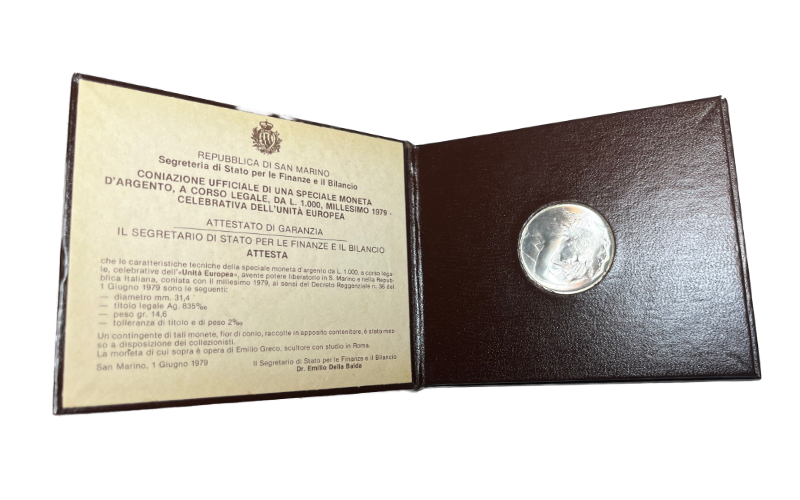 REPUBBLICA DI SAN MARINO
Segreteria di Stato per le Finanze e il Bilancio
CONIAZIONE UFFICIALE DI UNA SPECIALE MONETA
D'ARGENTO, A CORSO LEGALE, DA L. 1.000, MILLESIMO 1979 -
CELEBRATIVA DELL'UNITÀ EUROPEA
ATTESTATO DI GARANZIA
IL SEGRETARIO DI STATO PER LE FINANZE E IL BILANCIO
ATTESTA
che le caratteristiche tecniche della speciale moneta d'argento da L. 1.000, a corso lega-
le, celebrative dell'«Unità Europea», avente potere liberatorio in S. Marino e nella Repub-
blica Italiana, coniata con il millesimo 1979, ai sensi del Decreto Reggenziale n. 36 del
1 Giugno 1979 sono le seguenti:
— diametro mm. 31,4
— titolo legale Ag. 835‰
— peso gr. 14,6
— tolleranza di titolo e di peso 2‰
Un contingente di tali monete, fior di conio, raccolte in apposito contenitore, è stato mes-
so a disposizione dei collezionisti.
La moneta di cui sopra è opera di Emilio Greco, scultore con studio in Roma.
San Marino, 1 Giugno 1979
Il Segretario di Stato per le Finanze e il Bilancio
Dr. Emilio Della Balda